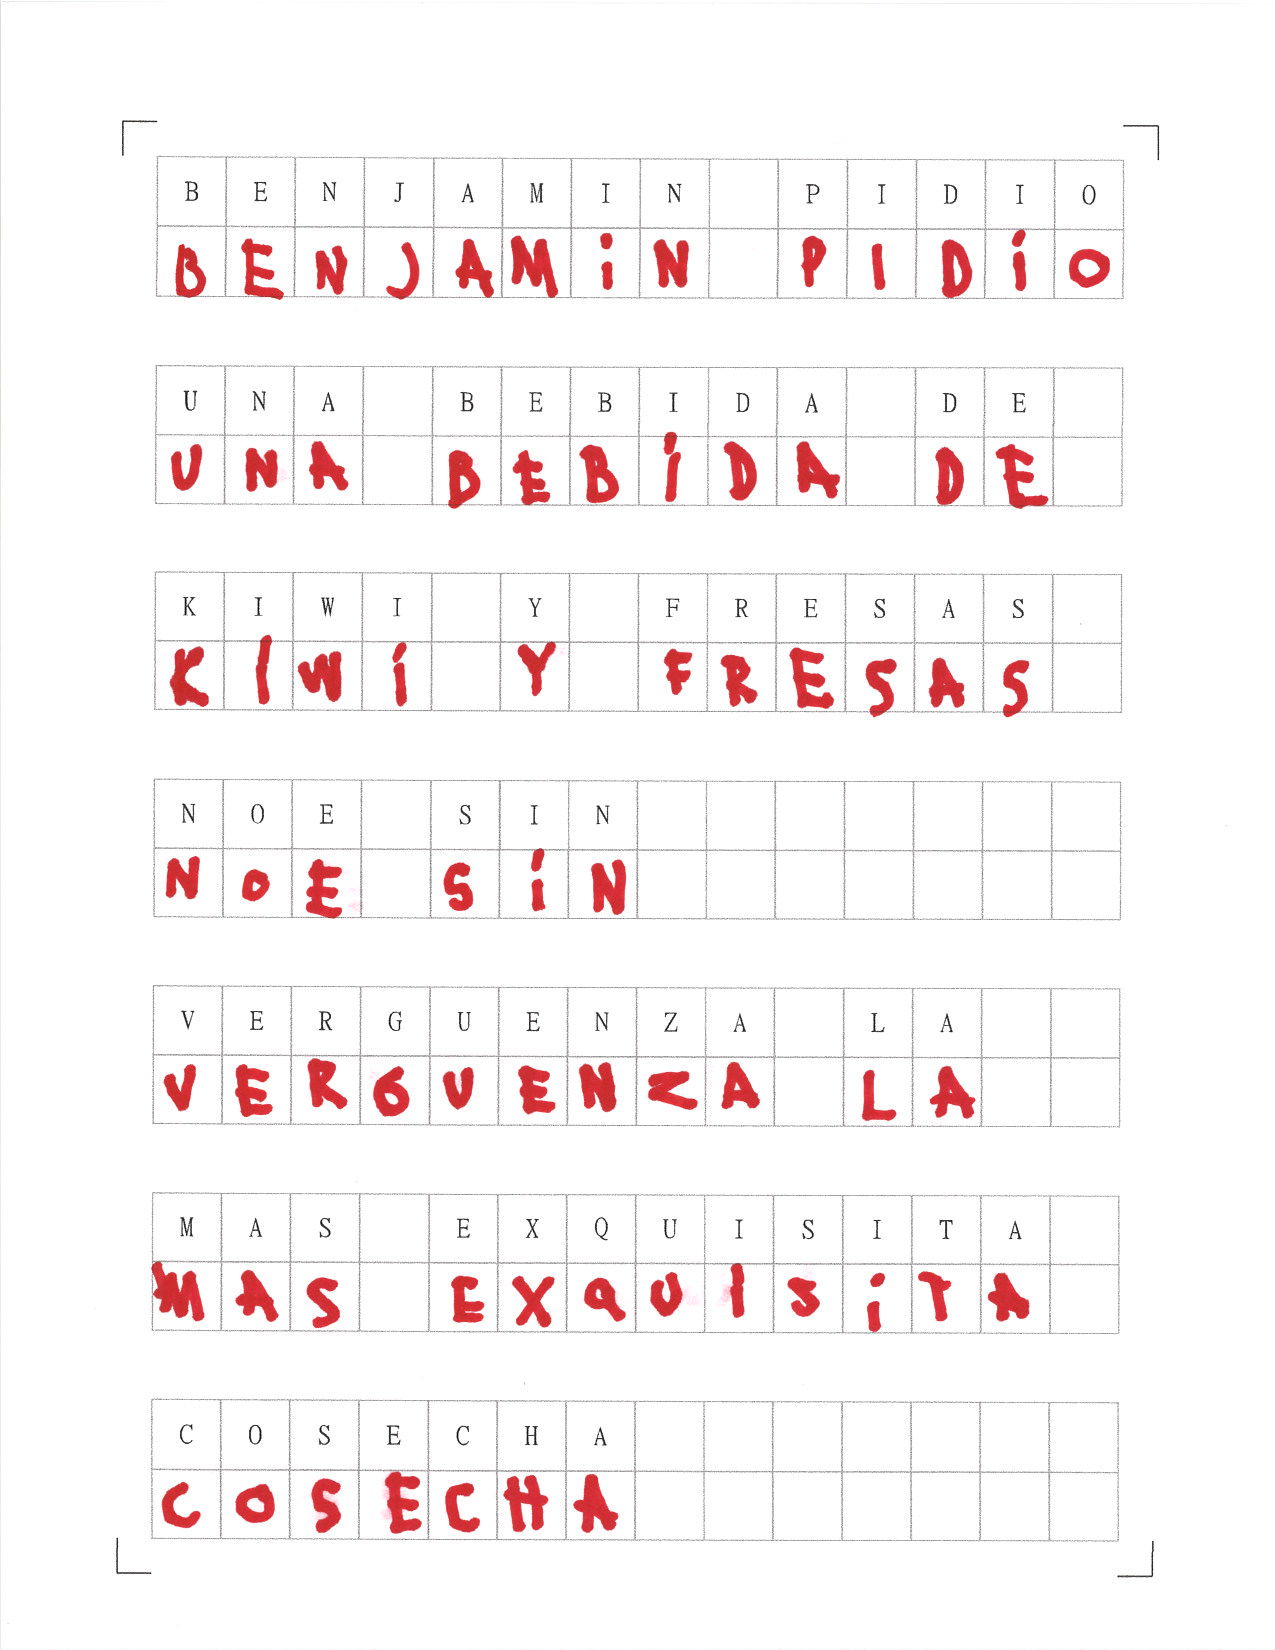 BENJAMIN PIDIO
BENJAMiN PIDÍO
UNA BEBIDA DE
UNA BEBÍDA DE
KIWI Y FRESAS
KIWÍ Y FRESAS
NOE SIN
NOE SÍN
VERGUENZA LA
VERGUENZA LA
MAS EXQUISITA
MAS EXQUISiTA
COSECHA
COSECHA